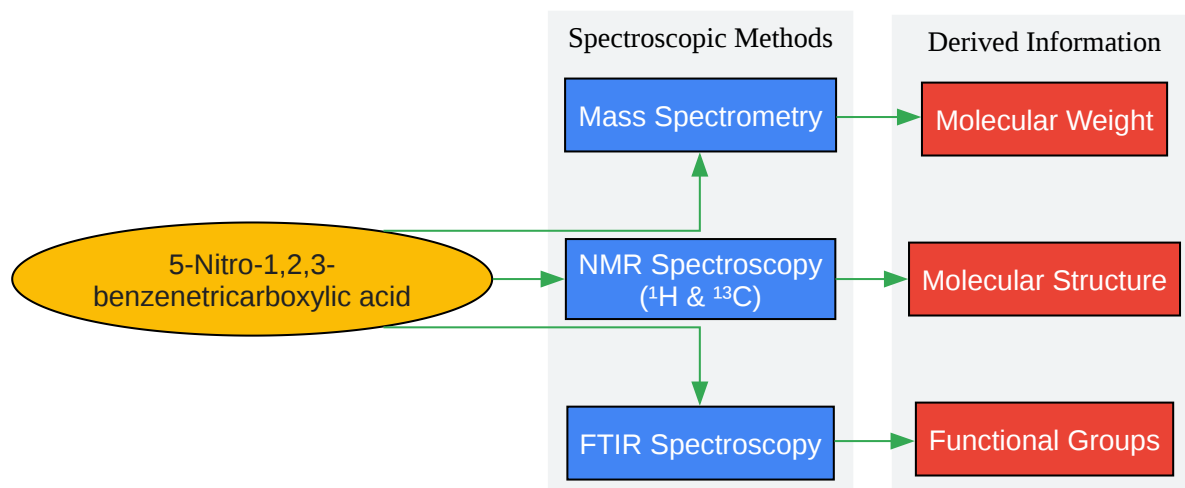 Spectroscopic Methods
Derived Information
Mass Spectrometry
Molecular Weight
5-Nitro-1,2,3-
benzenetricarboxylic acid
NMR Spectroscopy
(¹H & ¹³C)
Molecular Structure
FTIR Spectroscopy
Functional Groups